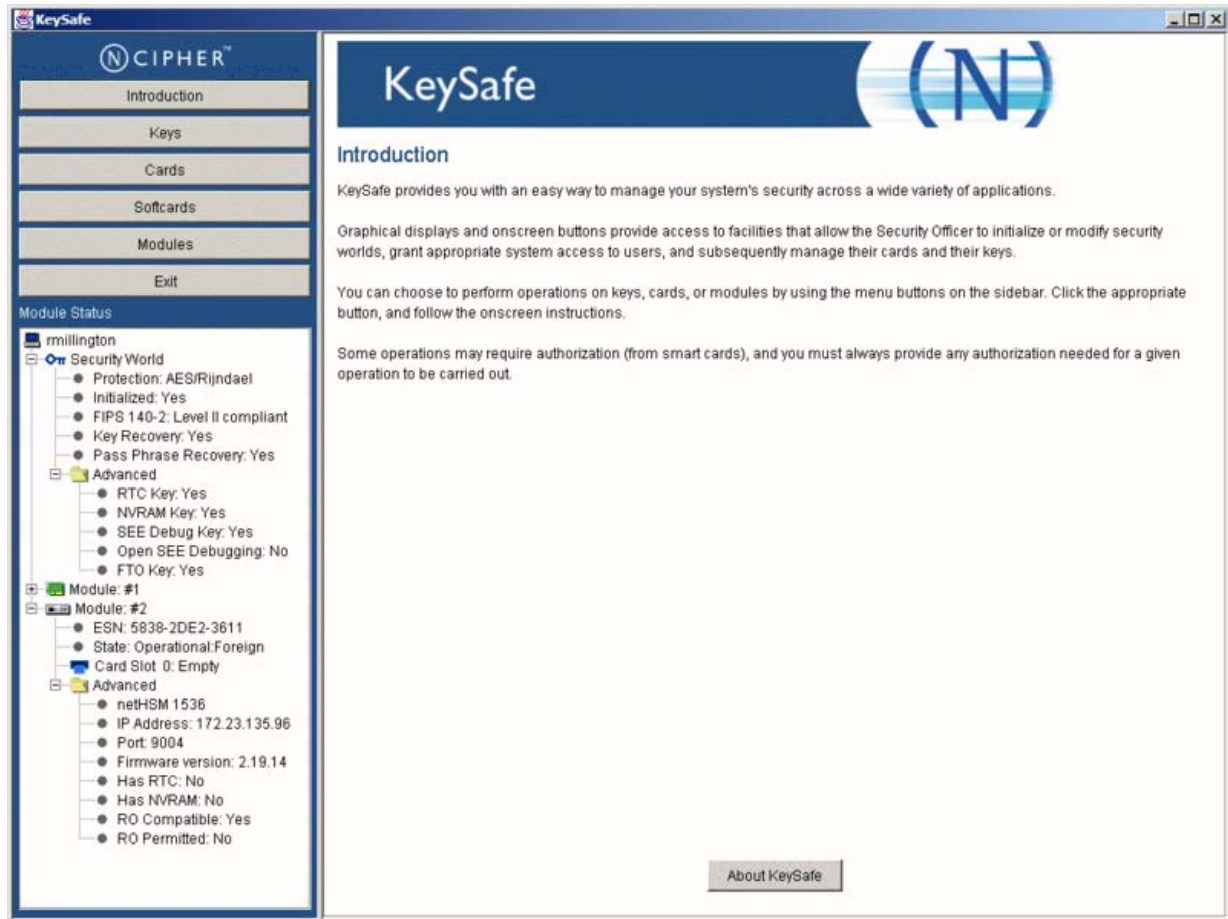 KeySafe
NCIPHER™
Introduction
Keys
Cards
Softcards
Modules
Exit
Module Status
rmillington
Security World
Protection: AES/Rijndael
Initialized: Yes
FIPS 140-2: Level II compliant
Key Recovery: Yes
Pass Phrase Recovery: Yes
Advanced
RTC Key: Yes
NVRAM Key: Yes
SEE Debug Key: Yes
Open SEE Debugging: No
FTO Key: Yes
Module: #1
Module: #2
ESN: 5838-2DE2-3611
State: Operational:Foreign
Card Slot 0: Empty
Advanced
netHSM 1536
IP Address: 172.23.135.96
Port: 9004
Firmware version: 2.19.14
Has RTC: No
Has NVRAM: No
RO Compatible: Yes
RO Permitted: No
KeySafe
(N)
Introduction
KeySafe provides you with an easy way to manage your system's security across a wide variety of applications.
Graphical displays and onscreen buttons provide access to facilities that allow the Security Officer to initialize or modify security
worlds, grant appropriate system access to users, and subsequently manage their cards and their keys.
You can choose to perform operations on keys, cards, or modules by using the menu buttons on the sidebar. Click the appropriate
button, and follow the onscreen instructions.
Some operations may require authorization (from smart cards), and you must always provide any authorization needed for a given
operation to be carried out.
About KeySafe